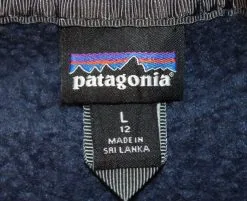 patagonia
L
12
MADE IN
SRI LANKA